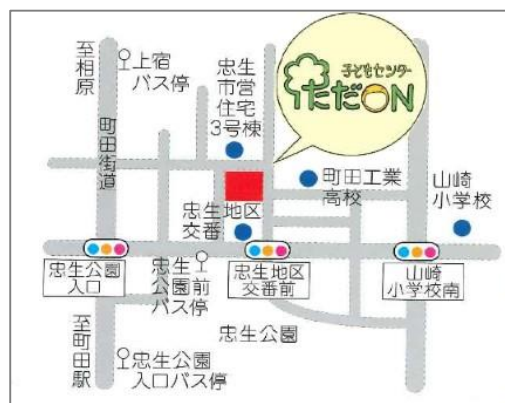 至相原
上宿
バス停
忠生
市営
住宅
3号棟
子どもセンター
ただON
町田街道
町田工業
高校
山崎
小学校
忠生地区
交番
忠生公園
入口
忠生
公園前
バス停
忠生地区
交番前
山崎
小学校南
忠生公園
至町田駅
忠生公園
入口バス停